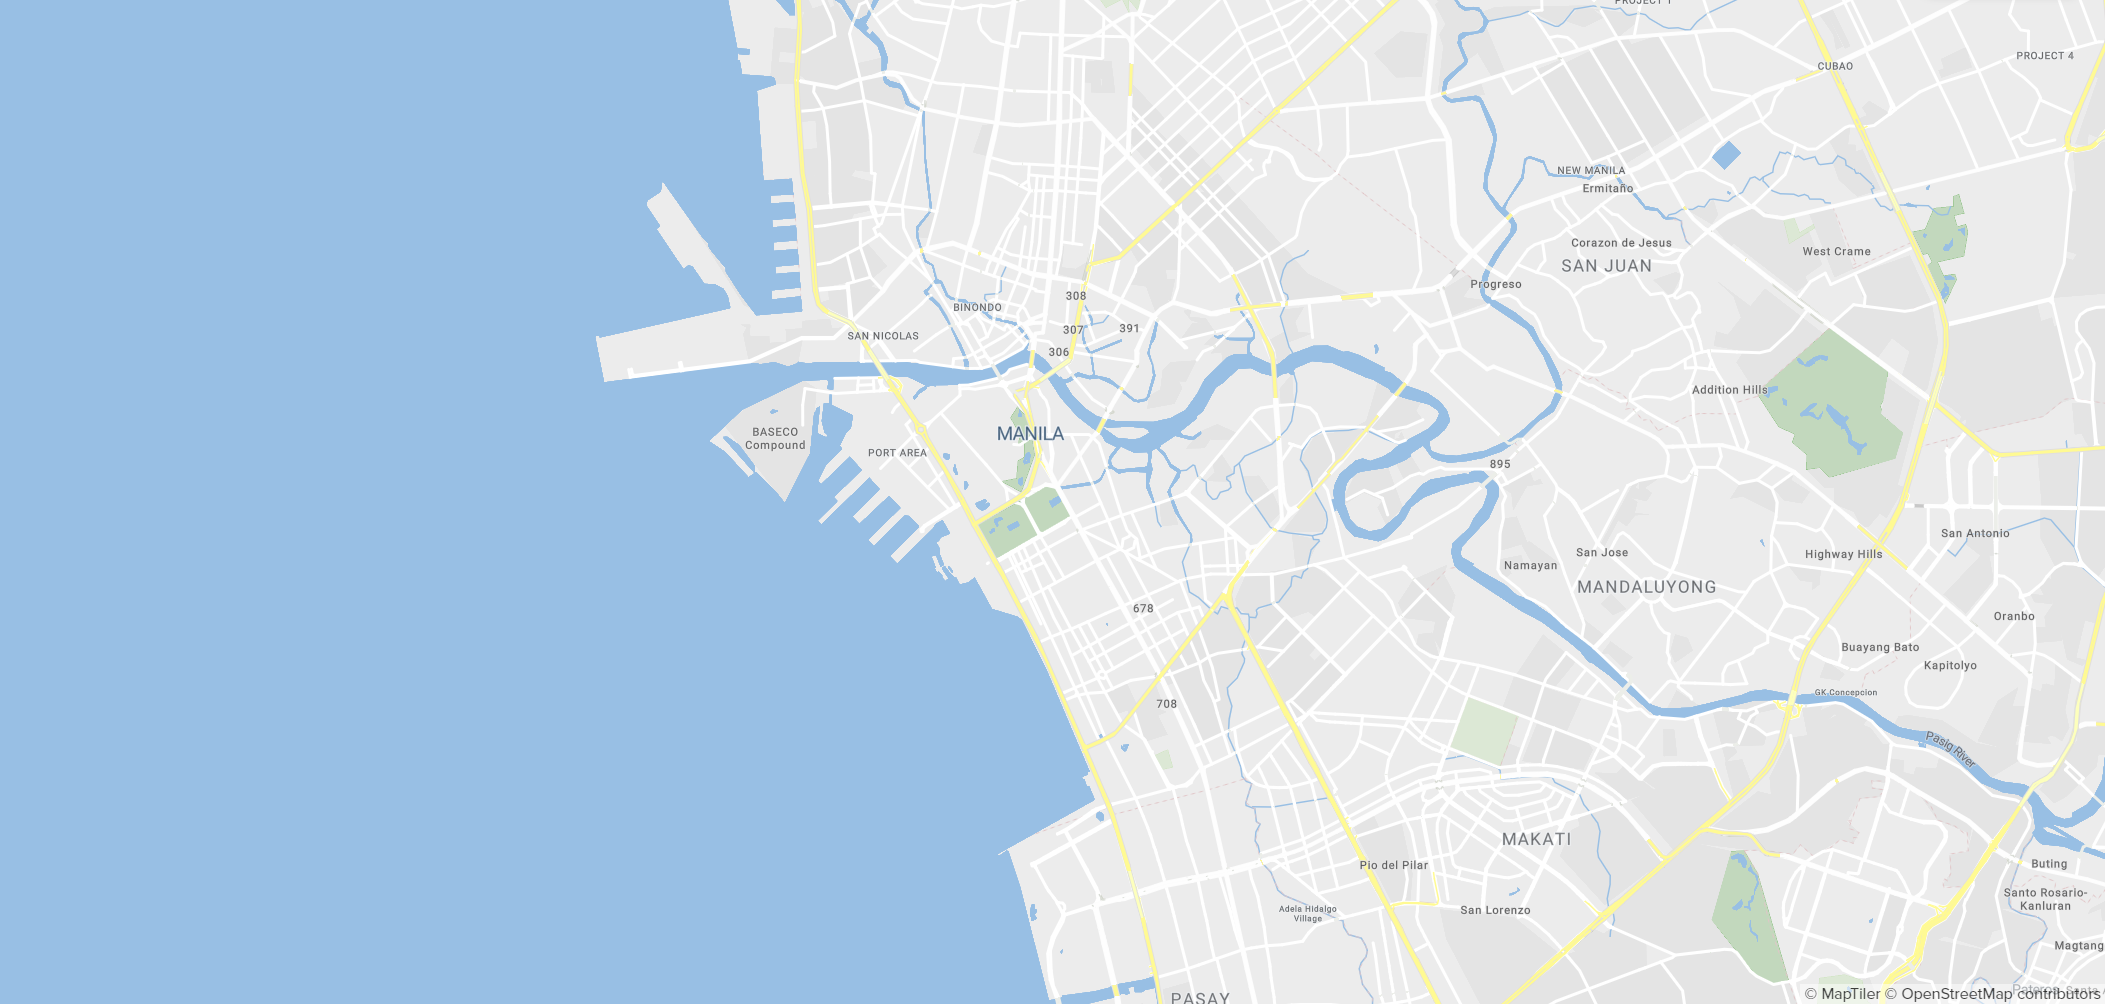 PROJECT 1
PROJECT 4
CUBAO
NEW MANILA
Ermitaño
Corazon de Jesus
SAN JUAN
West Crame
Progreso
308
BINONDO
307
391
SAN NICOLAS
306
Addition Hills
MANILA
BASECO
Compound
PORT AREA
895
San Antonio
San Jose
Highway Hills
Namayan
MANDALUYONG
678
Oranbo
Buayang Bato
Kapitolyo
GK.Concepcion
708
Pasig River
MAKATI
Pio del Pilar
Buting
Santo Rosario-
Kanluran
Adela Hidalgo
Village
San Lorenzo
Magtang
PASAY
Pateros
© MapTiler © OpenStreetMap contributors